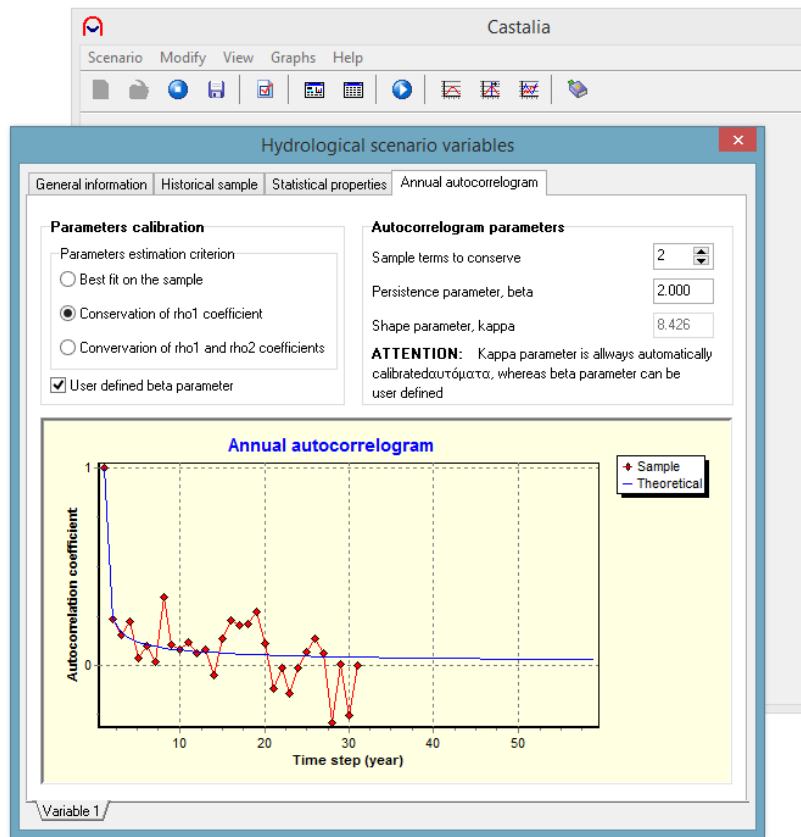 Castalia
Scenario Modify View Graphs Help
Hydrological scenario variables
General information Historical sample Statistical properties Annual autocorrelogram
Parameters calibration
Parameters estimation criterion
Best fit on the sample
Conservation of rho1 coefficient
Convervarion of rho1 and rho2 coefficients
User defined beta parameter
Autocorrelogram parameters
Sample terms to conserve 2
Persistence parameter, beta 2.000
Shape parameter, kappa 8.426
ATTENTION: Kappa parameter is allways automatically
calibratedαυτόματα, whereas beta parameter can be
user defined
Annual autocorrelogram
Sample
Theoretical
Autocorrelation coefficient
1
0
10 20 30 40 50
Time step (year)
Variable 1